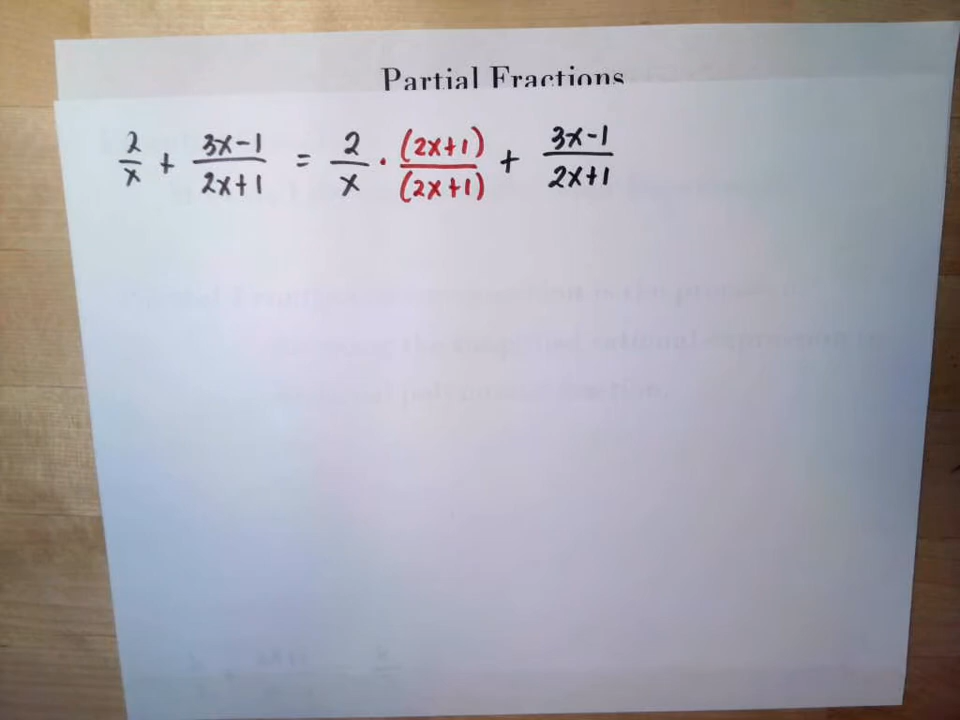 Partial Fractions
2/x + (3x-1)/(2x+1) = 2/x · (2x+1)/(2x+1) + (3x-1)/(2x+1)